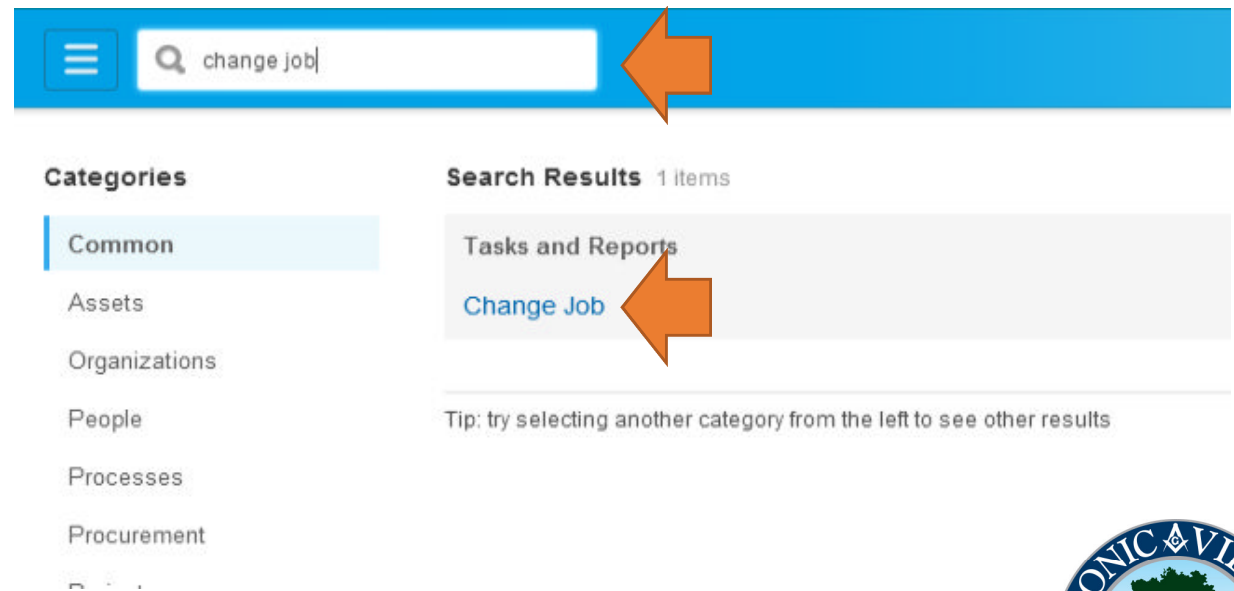 change job
Categories
Search Results 1 items
Common
Tasks and Reports
Assets
Change Job
Organizations
People
Tip: try selecting another category from the left to see other results
Processes
Procurement